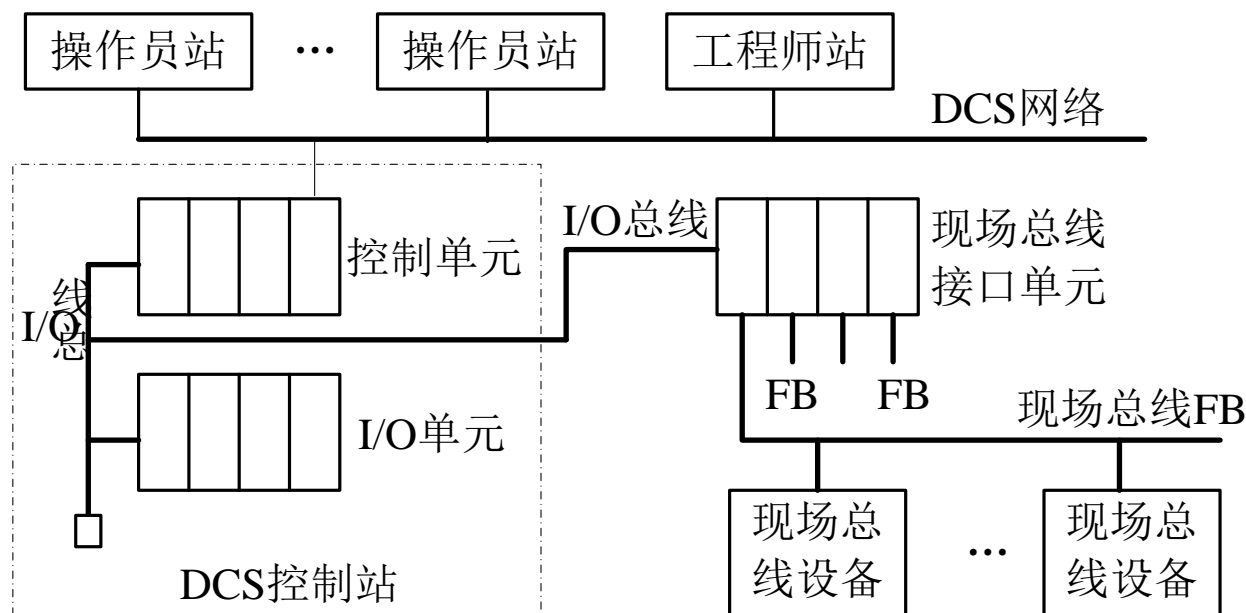 操作员站
...
操作员站
工程师站
DCS网络
I/O总线
控制单元
现场总线
接口单元
I/O
总
线
FB
FB
I/O单元
现场总线FB
现场总
线设备
...
现场总
线设备
DCS控制站